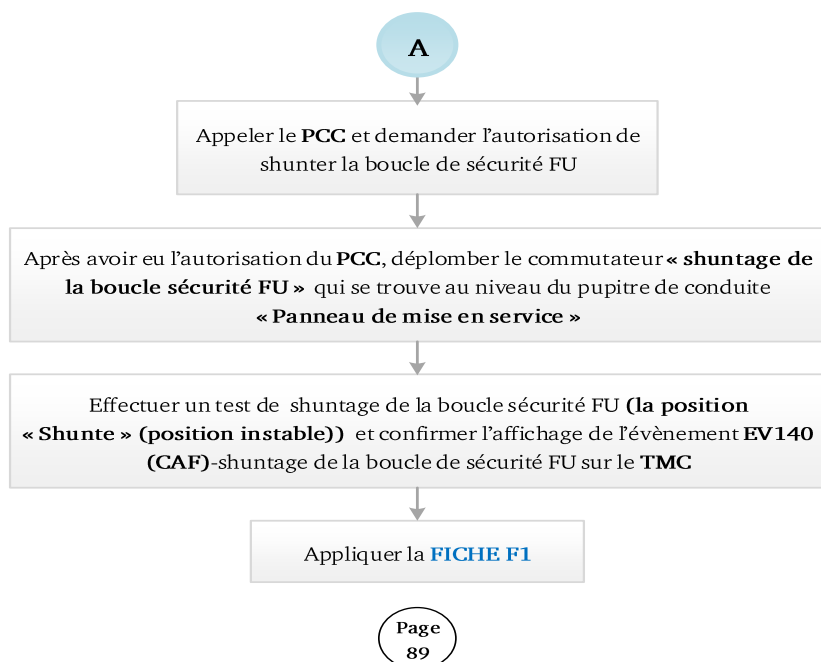 A
Appeler le PCC et demander l'autorisation de
shunter la boucle de sécurité FU
Après avoir eu l'autorisation du PCC, déplomber le commutateur « shuntage de
la boucle sécurité FU » qui se trouve au niveau du pupitre de conduite
« Panneau de mise en service »
Effectuer un test de shuntage de la boucle sécurité FU (la position
« Shunte » (position instable)) et confirmer l'affichage de l'évènement EV140
(CAF)-shuntage de la boucle de sécurité FU sur le TMC
Appliquer la FICHE F1
Page
89